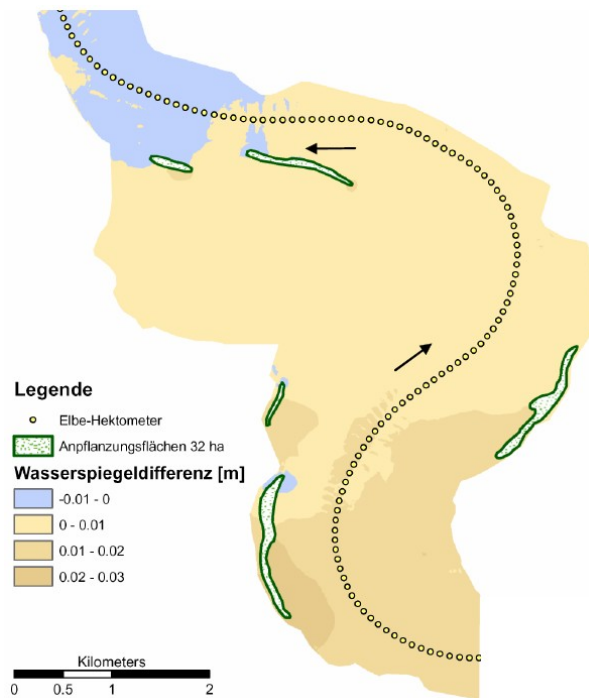 Legende
Elbe-Hektometer
Anpflanzungsflächen 32 ha
Wasserspiegeldifferenz [m]
-0.01 - 0
0 - 0.01
0.01 - 0.02
0.02 - 0.03
Kilometers
0 0.5 1 2